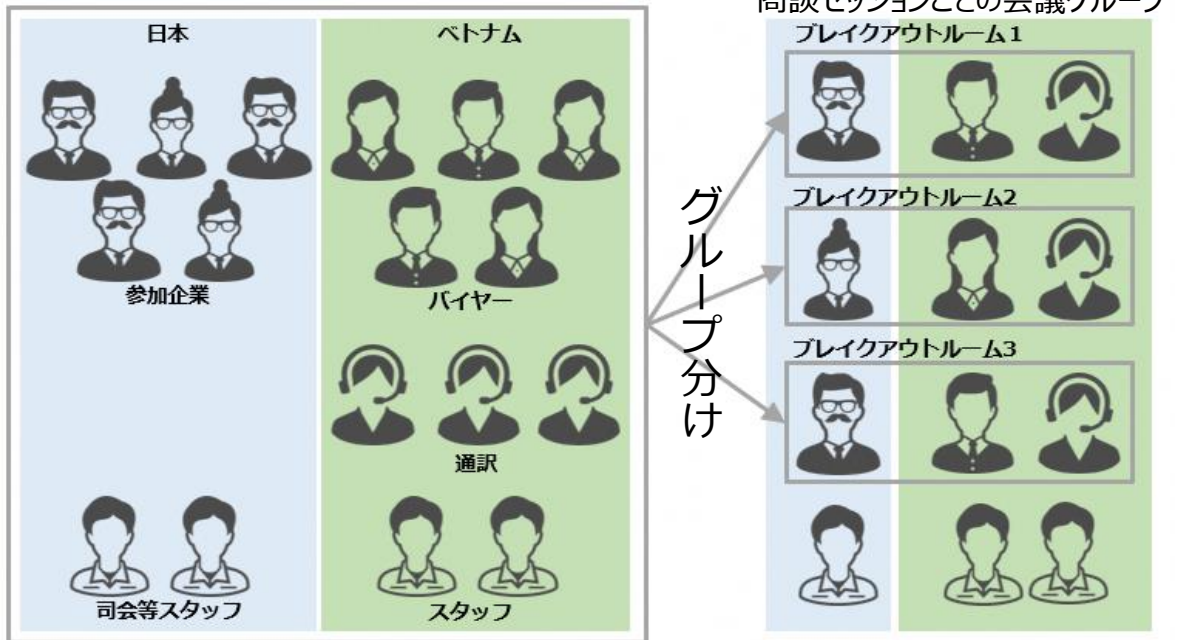 商談セッションごとの会議グループ
日本
ベトナム
参加企業
バイヤー
通訳
司会等スタッフ
スタッフ
グループ分け
ブレイクアウトルーム1
ブレイクアウトルーム2
ブレイクアウトルーム3